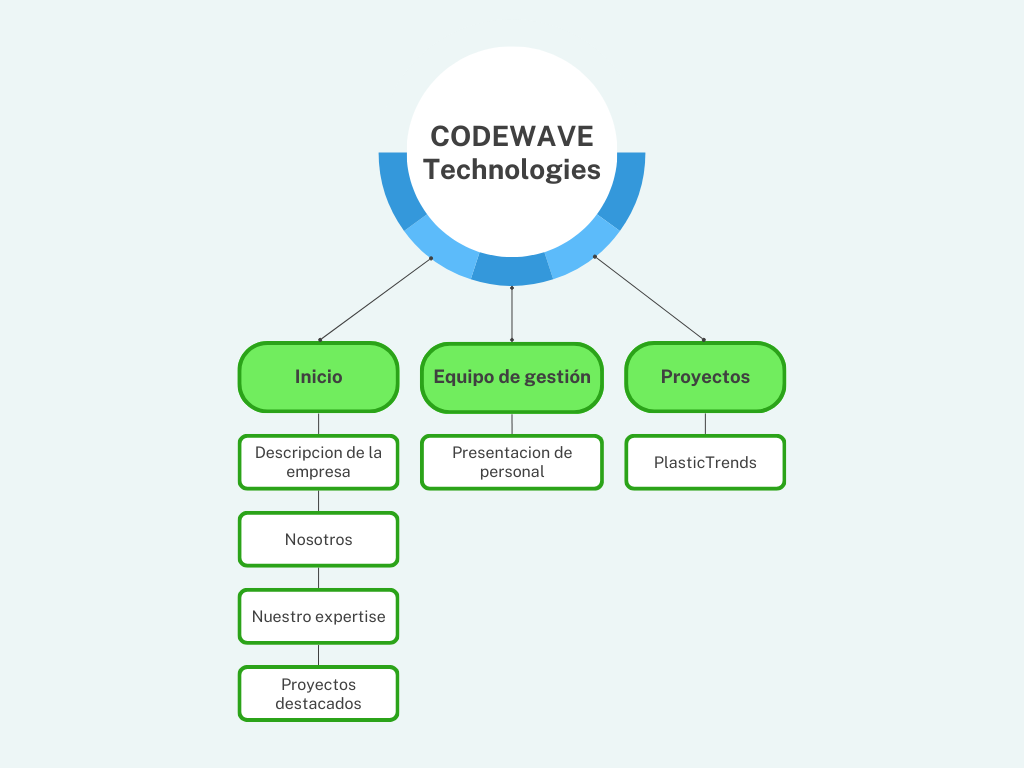 CODEWAVE
Technologies
Inicio
Equipo de gestión
Proyectos
Descripcion de la
empresa
Presentacion de
personal
PlasticTrends
Nosotros
Nuestro expertise
Proyectos
destacados